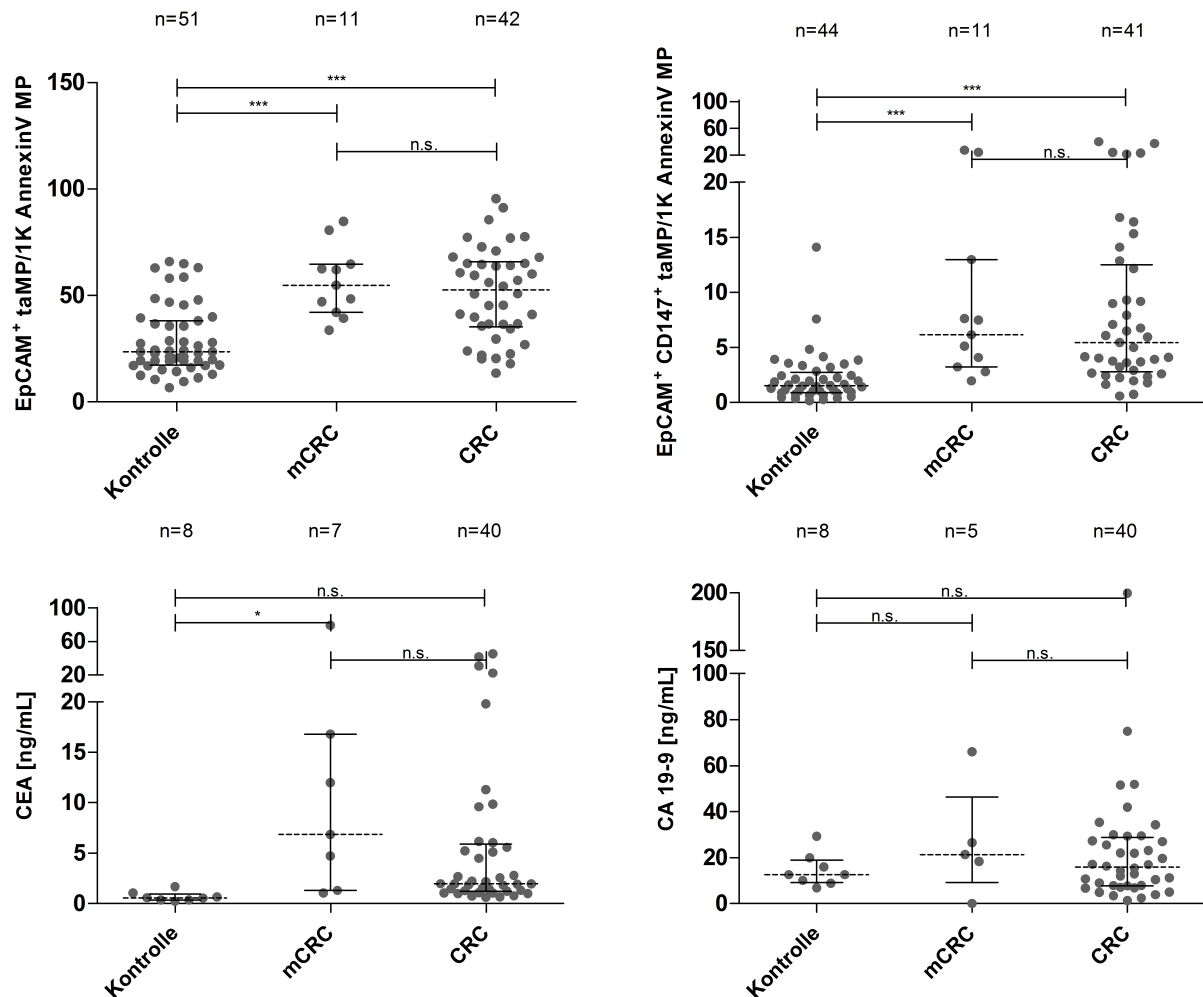 n=51 n=11 n=42
EpCAM⁺ taMP/1K AnnexinV MP
150
100
50
0
***
***
n.s.
Kontrolle mCRC CRC
n=44 n=11 n=41
EpCAM⁺ CD147⁺ taMP/1K AnnexinV MP
100
60
20
20
15
10
5
0
***
***
n.s.
Kontrolle mCRC CRC
n=8 n=7 n=40
CEA [ng/mL]
100
60
20
20
15
10
5
0
n.s.
*
n.s.
Kontrolle mCRC CRC
n=8 n=5 n=40
CA 19-9 [ng/mL]
200
150
100
80
60
40
20
0
n.s.
n.s.
n.s.
Kontrolle mCRC CRC